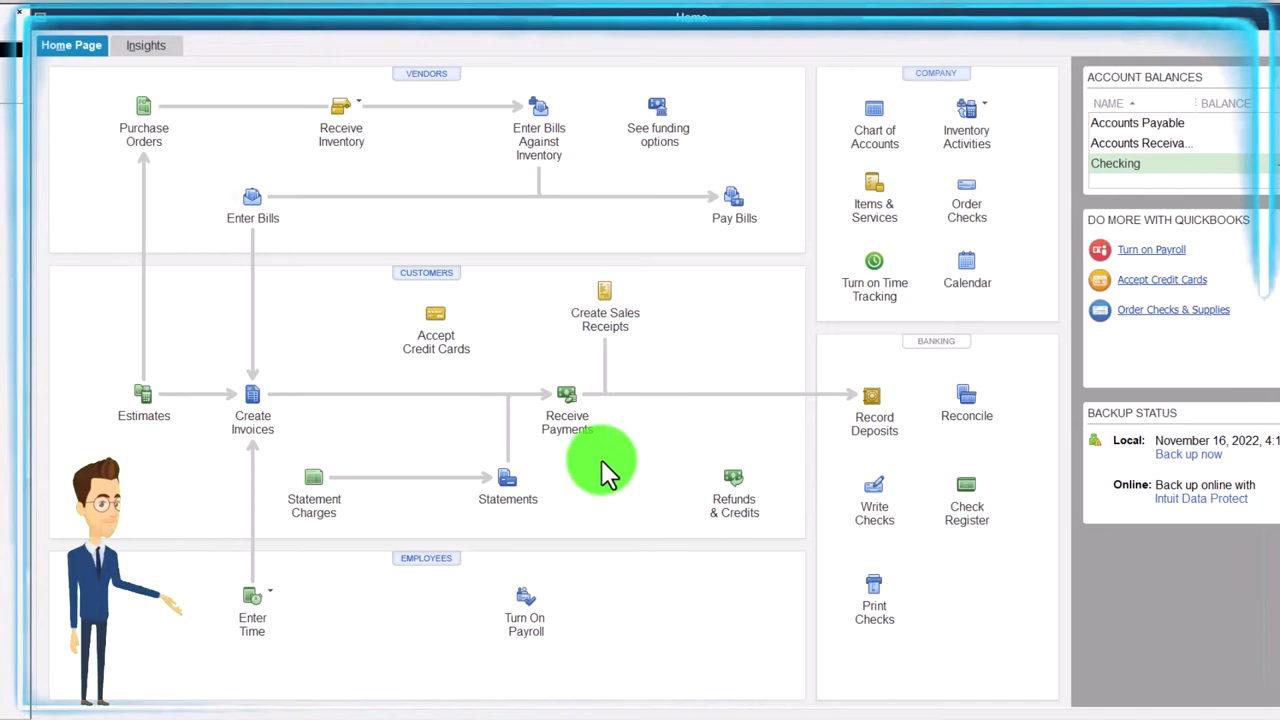 Home
Home Page
Insights
VENDORS
Purchase
Orders
Receive
Inventory
Enter Bills
Against
Inventory
See funding
options
Enter Bills
Pay Bills
CUSTOMERS
Accept
Credit Cards
Create Sales
Receipts
Estimates
Create
Invoices
Receive
Payments
Statement
Charges
Statements
Refunds
& Credits
EMPLOYEES
Enter
Time
Turn On
Payroll
COMPANY
Chart of
Accounts
Inventory
Activities
Items &
Services
Order
Checks
Turn on Time
Tracking
Calendar
BANKING
Record
Deposits
Reconcile
Write
Checks
Check
Register
Print
Checks
ACCOUNT BALANCES
NAME BALANCE
Accounts Payable
Accounts Receiva...
Checking
DO MORE WITH QUICKBOOKS
Turn on Payroll
Accept Credit Cards
Order Checks & Supplies
BACKUP STATUS
Local: November 16, 2022, 4:1
Back up now
Online: Back up online with
Intuit Data Protect